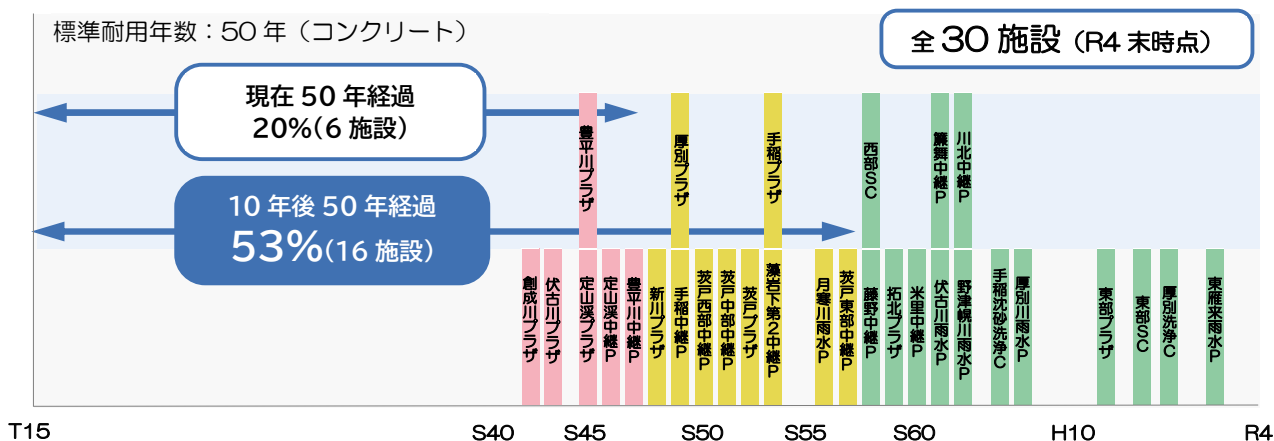 標準耐用年数：50年（コンクリート）
全30施設（R4末時点）
現在50年経過
20%(6施設)
10年後50年経過
53%(16施設)
豊平川プラザ
厚別プラザ
手稲プラザ
西部SC
簾舞中継P
川北中継P
創成川プラザ
伏古川プラザ
定山渓プラザ
定山渓中継P
豊平川中継P
新川プラザ
手稲中継P
茨戸西部中継P
茨戸中部中継P
茨戸プラザ
藻岩下第2中継P
月寒川雨水P
茨戸東部中継P
藤野中継P
拓北プラザ
米里中継P
伏古川雨水P
野津幌川雨水P
手稲沈砂洗浄C
厚別川雨水P
東部プラザ
東部SC
厚別洗浄C
東雁来雨水P
T15
S40
S45
S50
S55
S60
H10
R4